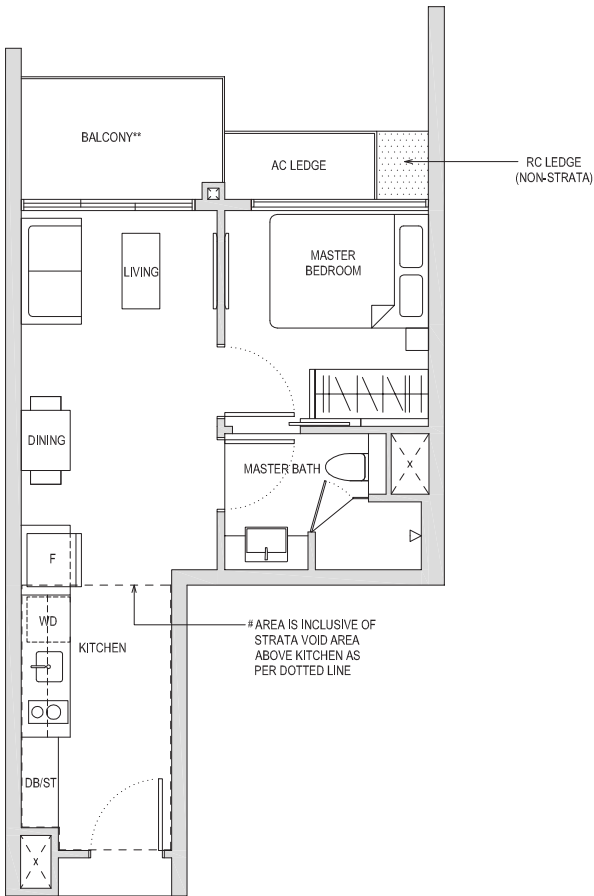 BALCONY**
AC LEDGE
RC LEDGE
(NON-STRATA)
LIVING
MASTER
BEDROOM
DINING
MASTER BATH
X
F
WD
KITCHEN
# AREA IS INCLUSIVE OF
STRATA VOID AREA
ABOVE KITCHEN AS
PER DOTTED LINE
DB/ST
X